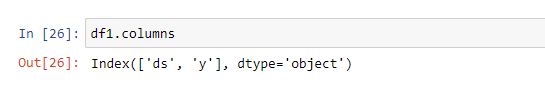 In [26]: df1.columns
Out[26]: Index(['ds', 'y'], dtype='object')